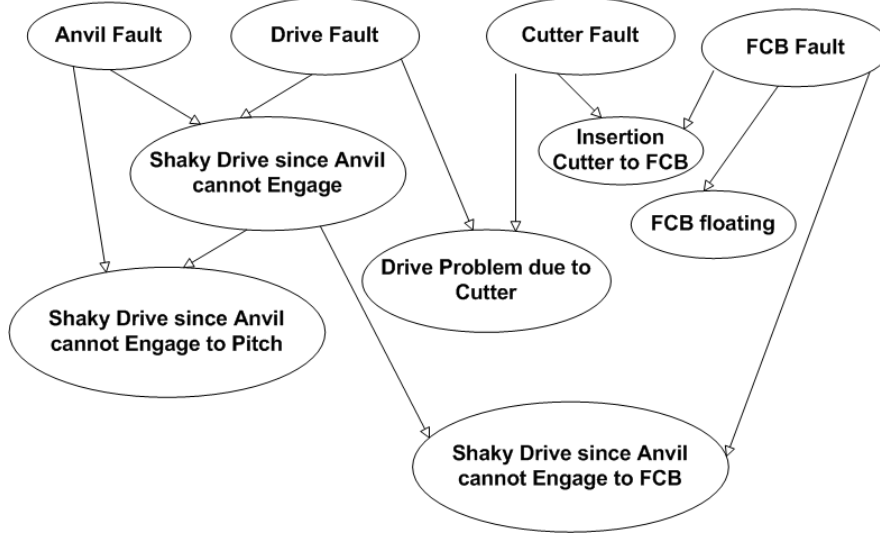 Anvil Fault
Drive Fault
Cutter Fault
FCB Fault
Insertion
Cutter to FCB
Shaky Drive since Anvil
cannot Engage
FCB floating
Drive Problem due to
Cutter
Shaky Drive since Anvil
cannot Engage to Pitch
Shaky Drive since Anvil
cannot Engage to FCB